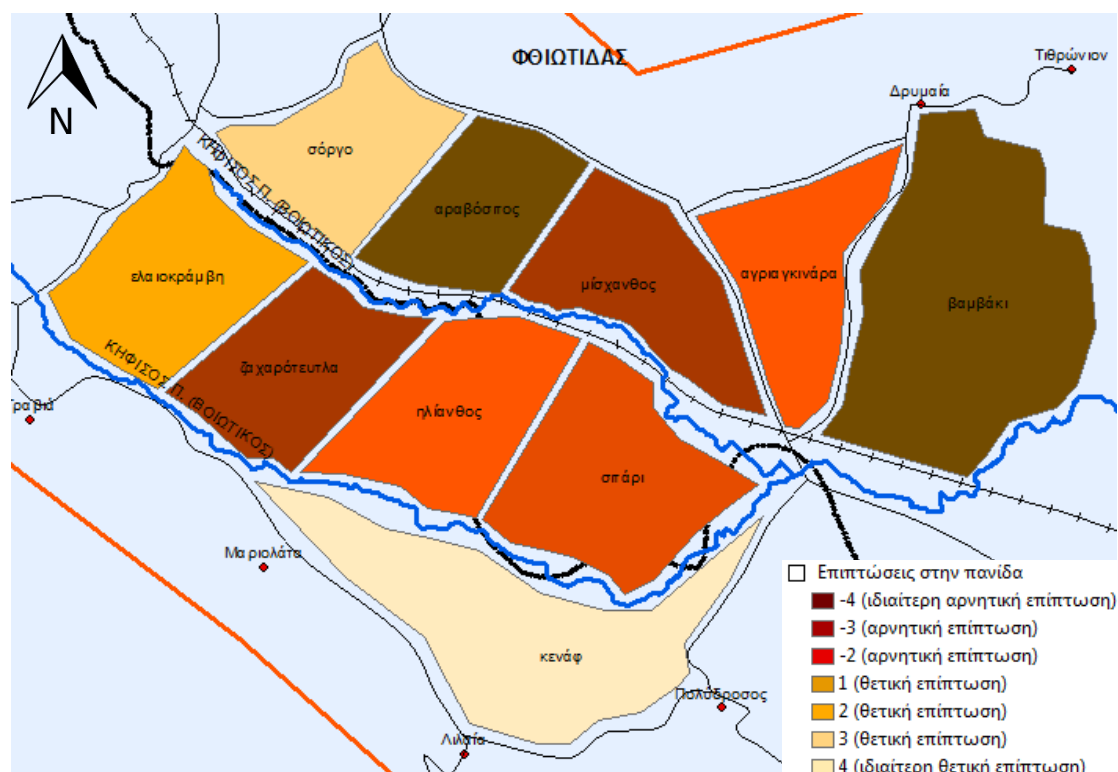 ΦΘΙΩΤΙΔΑΣ
Τιθρώνιον
Δρυμαία
N
σόργο
ΚΗΦΙΣΟΣ Π. (ΒΟΙΩΤΙΚΟΣ)
αραβόσιτος
αγριαγκινάρα
ελαιοκράμβη
μίσχανθος
βαμβάκι
ΚΗΦΙΣΟΣ Π. (ΒΟΙΩΤΙΚΟΣ)
ζαχαρότευτλα
ηλίανθος
ραβιά
σιτάρι
Μαριολάτα
κενάφ
Πολύδροσος
Λιλαία
Επιπτώσεις στην πανίδα
-4 (ιδιαίτερη αρνητική επίπτωση)
-3 (αρνητική επίπτωση)
-2 (αρνητική επίπτωση)
1 (θετική επίπτωση)
2 (θετική επίπτωση)
3 (θετική επίπτωση)
4 (ιδιαίτερη θετική επίπτωση)